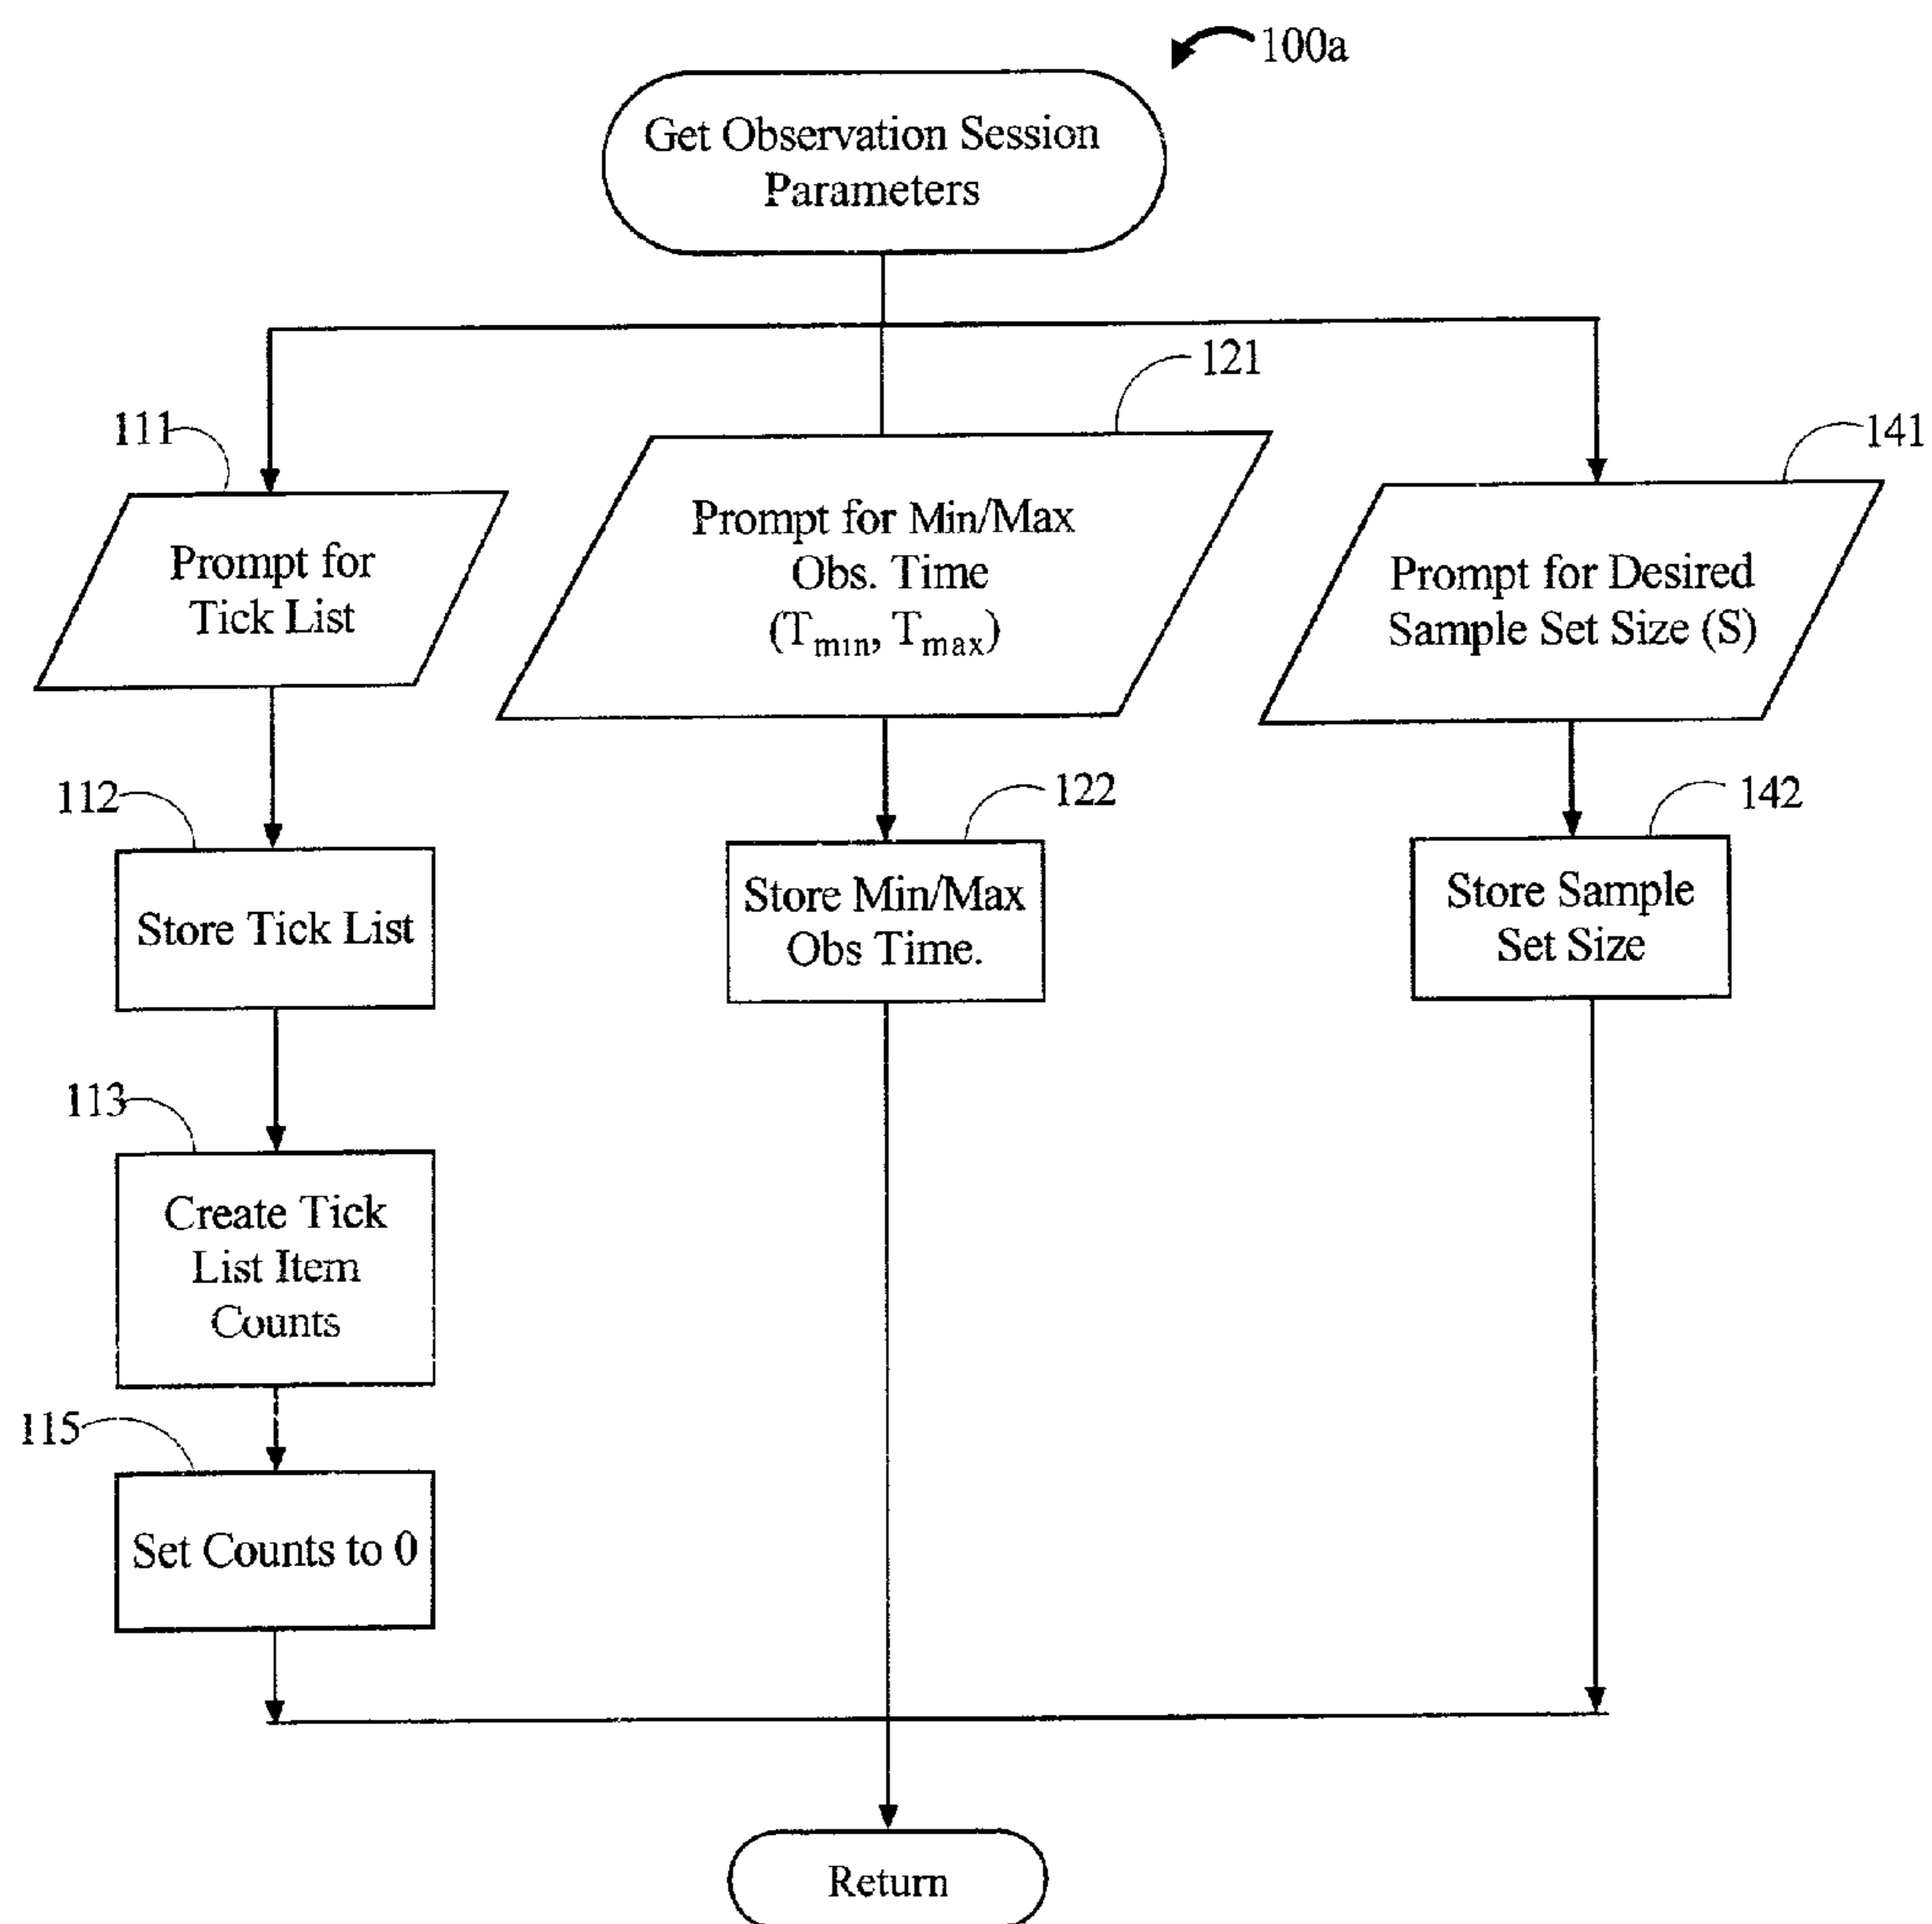 100a
Get Observation Session
Parameters
121
111
141
Prompt for
Tick List
Prompt for Min/Max
Obs. Time
(Tmin, Tmax)
Prompt for Desired
Sample Set Size (S)
112
122
142
Store Tick List
Store Min/Max
Obs Time.
Store Sample
Set Size
113
Create Tick
List Item
Counts
115
Set Counts to 0
Return